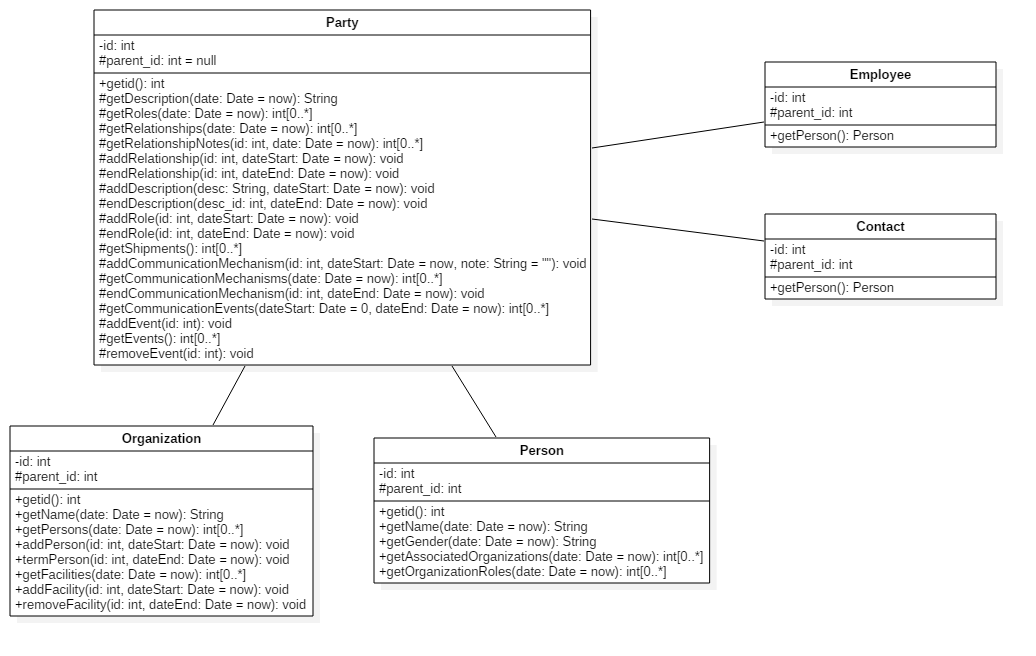 Party
-id: int
#parent_id: int = null
+getid(): int
#getDescription(date: Date = now): String
#getRoles(date: Date = now): int[0..*]
#getRelationships(date: Date = now): int[0..*]
#getRelationshipNotes(id: int, date: Date = now): int[0..*]
#addRelationship(id: int, dateStart: Date = now): void
#endRelationship(id: int, dateEnd: Date = now): void
#addDescription(desc: String, dateStart: Date = now): void
#endDescription(desc_id: int, dateEnd: Date = now): void
#addRole(id: int, dateStart: Date = now): void
#endRole(id: int, dateEnd: Date = now): void
#getShipments(): int[0..*]
#addCommunicationMechanism(id: int, dateStart: Date = now, note: String = ""): void
#getCommunicationMechanisms(date: Date = now): int[0..*]
#endCommunicationMechanism(id: int, dateEnd: Date = now): void
#getCommunicationEvents(dateStart: Date = 0, dateEnd: Date = now): int[0..*]
#addEvent(id: int): void
#getEvents(): int[0..*]
#removeEvent(id: int): void
Employee
-id: int
#parent_id: int
+getPerson(): Person
Contact
-id: int
#parent_id: int
+getPerson(): Person
Organization
-id: int
#parent_id: int
+getid(): int
+getName(date: Date = now): String
+getPersons(date: Date = now): int[0..*]
+addPerson(id: int, dateStart: Date = now): void
+termPerson(id: int, dateEnd: Date = now): void
+getFacilities(date: Date = now): int[0..*]
+addFacility(id: int, dateStart: Date = now): void
+removeFacility(id: int, dateEnd: Date = now): void
Person
-id: int
#parent_id: int
+getid(): int
+getName(date: Date = now): String
+getGender(date: Date = now): String
+getAssociatedOrganizations(date: Date = now): int[0..*]
+getOrganizationRoles(date: Date = now): int[0..*]